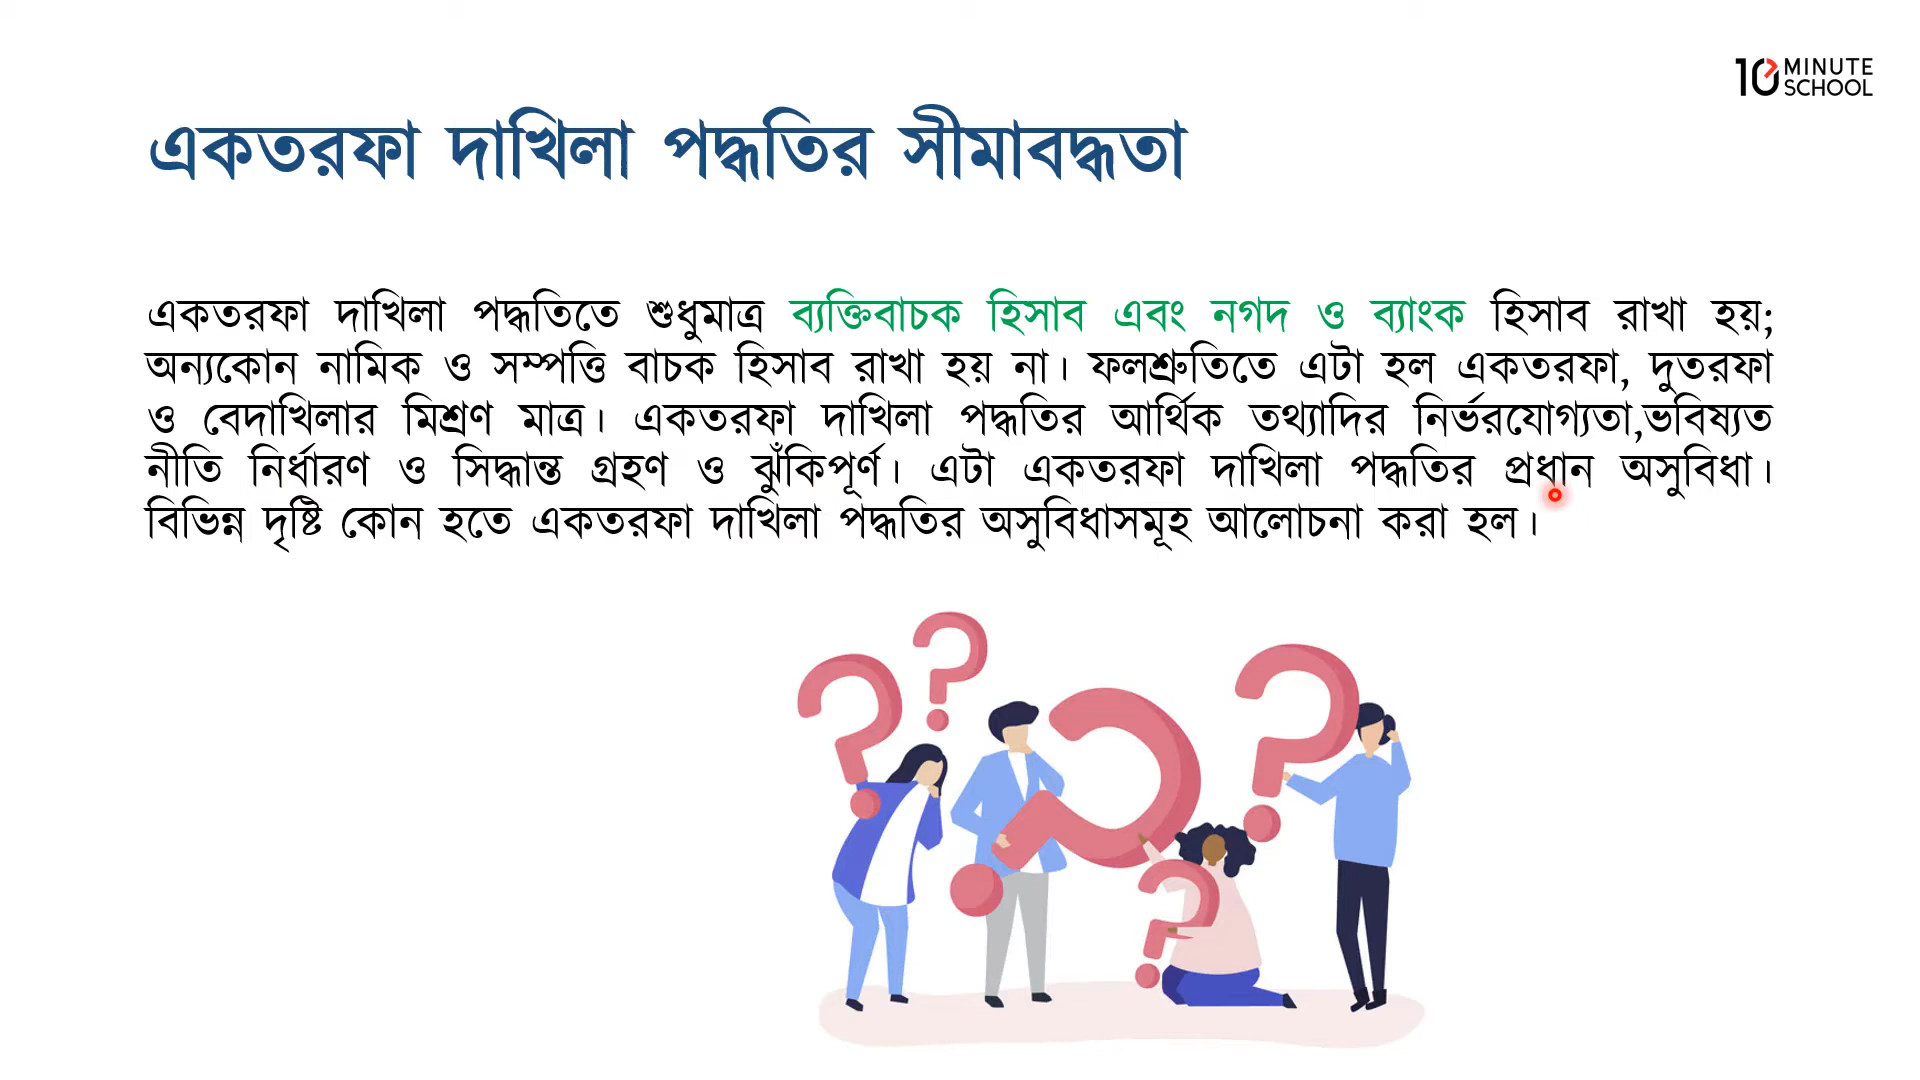 10 MINUTE
SCHOOL
একতরফা দাখিলা পদ্ধতির সীমাবদ্ধতা
একতরফা দাখিলা পদ্ধতিতে শুধুমাত্র ব্যক্তিবাচক হিসাব এবং নগদ ও ব্যাংক হিসাব রাখা হয়;
অন্যকোন নামিক ও সম্পত্তি বাচক হিসাব রাখা হয় না। ফলশ্রুতিতে এটা হল একতরফা, দুতরফা
ও বেদাখিলার মিশ্রণ মাত্র। একতরফা দাখিলা পদ্ধতির আর্থিক তথ্যাদির নির্ভরযোগ্যতা,ভবিষ্যত
নীতি নির্ধারণ ও সিদ্ধান্ত গ্রহণ ও ঝুঁকিপূর্ণ। এটা একতরফা দাখিলা পদ্ধতির প্রধান অসুবিধা।
বিভিন্ন দৃষ্টি কোন হতে একতরফা দাখিলা পদ্ধতির অসুবিধাসমূহ আলোচনা করা হল।